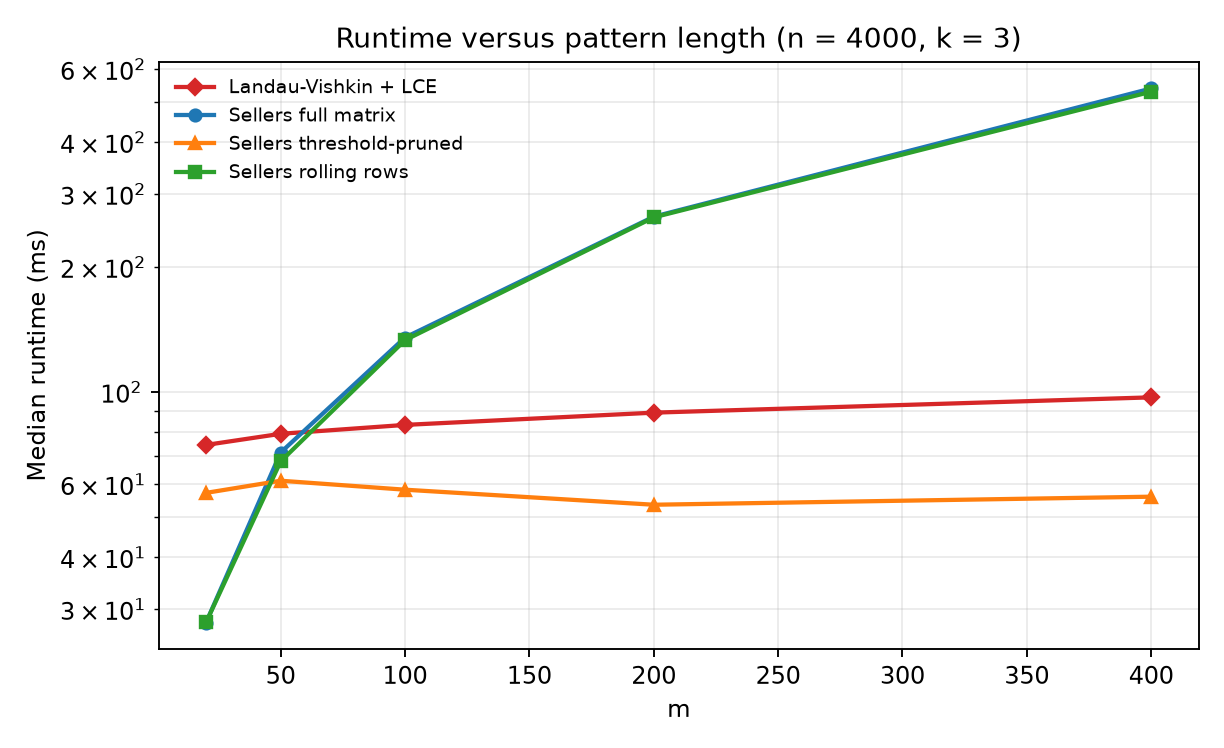 Runtime versus pattern length (n = 4000, k = 3)
Landau-Vishkin + LCE
Sellers full matrix
Sellers threshold-pruned
Sellers rolling rows
Median runtime (ms)
6 × 10²
4 × 10²
3 × 10²
2 × 10²
10²
6 × 10¹
4 × 10¹
3 × 10¹
50 100 150 200 250 300 350 400
m